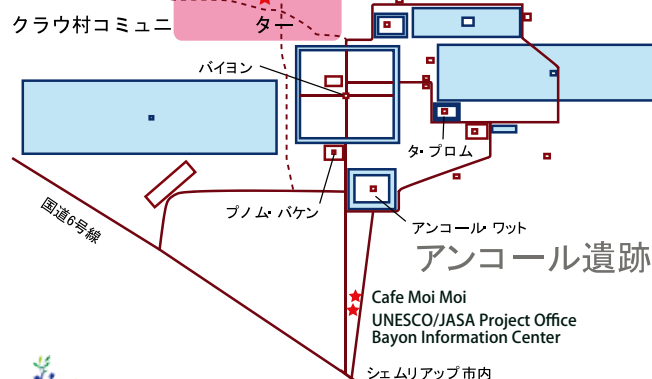 クラウ村コミュニ
ター
バイヨン
タ・プロム
国道6号線
プノム・バケン
アンコール・ワット
アンコール遺跡
Cafe Moi Moi
UNESCO/JASA Project Office
Bayon Information Center
シェムリアップ市内